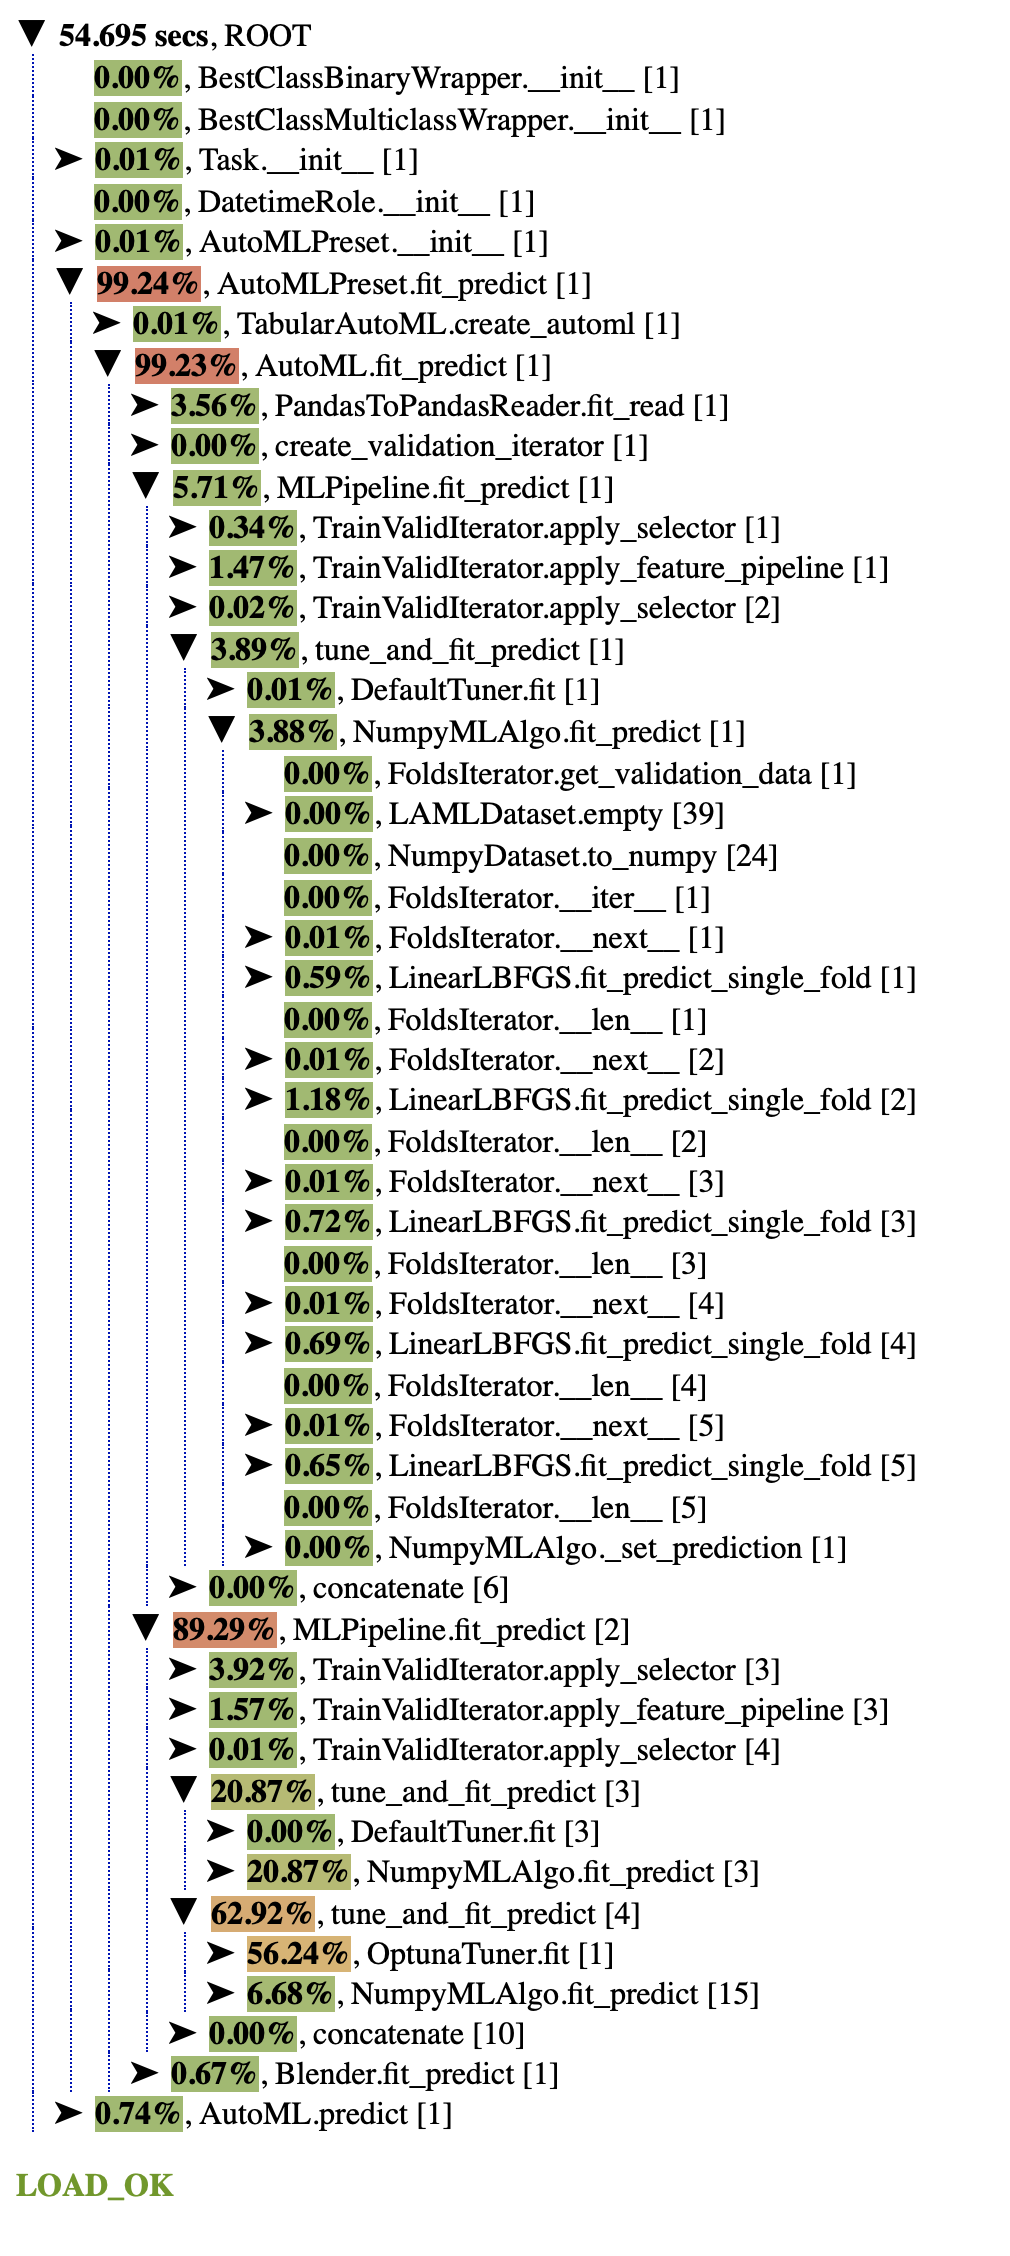 54.695 secs, ROOT
0.00%, BestClassBinaryWrapper.__init__ [1]
0.00%, BestClassMulticlassWrapper.__init__ [1]
0.01%, Task.__init__ [1]
0.00%, DatetimeRole.__init__ [1]
0.01%, AutoMLPreset.__init__ [1]
99.24%, AutoMLPreset.fit_predict [1]
0.01%, TabularAutoML.create_automl [1]
99.23%, AutoML.fit_predict [1]
3.56%, PandasToPandasReader.fit_read [1]
0.00%, create_validation_iterator [1]
5.71%, MLPipeline.fit_predict [1]
0.34%, TrainValidIterator.apply_selector [1]
1.47%, TrainValidIterator.apply_feature_pipeline [1]
0.02%, TrainValidIterator.apply_selector [2]
3.89%, tune_and_fit_predict [1]
0.01%, DefaultTuner.fit [1]
3.88%, NumpyMLAlgo.fit_predict [1]
0.00%, FoldsIterator.get_validation_data [1]
0.00%, LAMLDataset.empty [39]
0.00%, NumpyDataset.to_numpy [24]
0.00%, FoldsIterator.__iter__ [1]
0.01%, FoldsIterator.__next__ [1]
0.59%, LinearLBFGS.fit_predict_single_fold [1]
0.00%, FoldsIterator.__len__ [1]
0.01%, FoldsIterator.__next__ [2]
1.18%, LinearLBFGS.fit_predict_single_fold [2]
0.00%, FoldsIterator.__len__ [2]
0.01%, FoldsIterator.__next__ [3]
0.72%, LinearLBFGS.fit_predict_single_fold [3]
0.00%, FoldsIterator.__len__ [3]
0.01%, FoldsIterator.__next__ [4]
0.69%, LinearLBFGS.fit_predict_single_fold [4]
0.00%, FoldsIterator.__len__ [4]
0.01%, FoldsIterator.__next__ [5]
0.65%, LinearLBFGS.fit_predict_single_fold [5]
0.00%, FoldsIterator.__len__ [5]
0.00%, NumpyMLAlgo._set_prediction [1]
0.00%, concatenate [6]
89.29%, MLPipeline.fit_predict [2]
3.92%, TrainValidIterator.apply_selector [3]
1.57%, TrainValidIterator.apply_feature_pipeline [3]
0.01%, TrainValidIterator.apply_selector [4]
20.87%, tune_and_fit_predict [3]
0.00%, DefaultTuner.fit [3]
20.87%, NumpyMLAlgo.fit_predict [3]
62.92%, tune_and_fit_predict [4]
56.24%, OptunaTuner.fit [1]
6.68%, NumpyMLAlgo.fit_predict [15]
0.00%, concatenate [10]
0.67%, Blender.fit_predict [1]
0.74%, AutoML.predict [1]
LOAD_OK